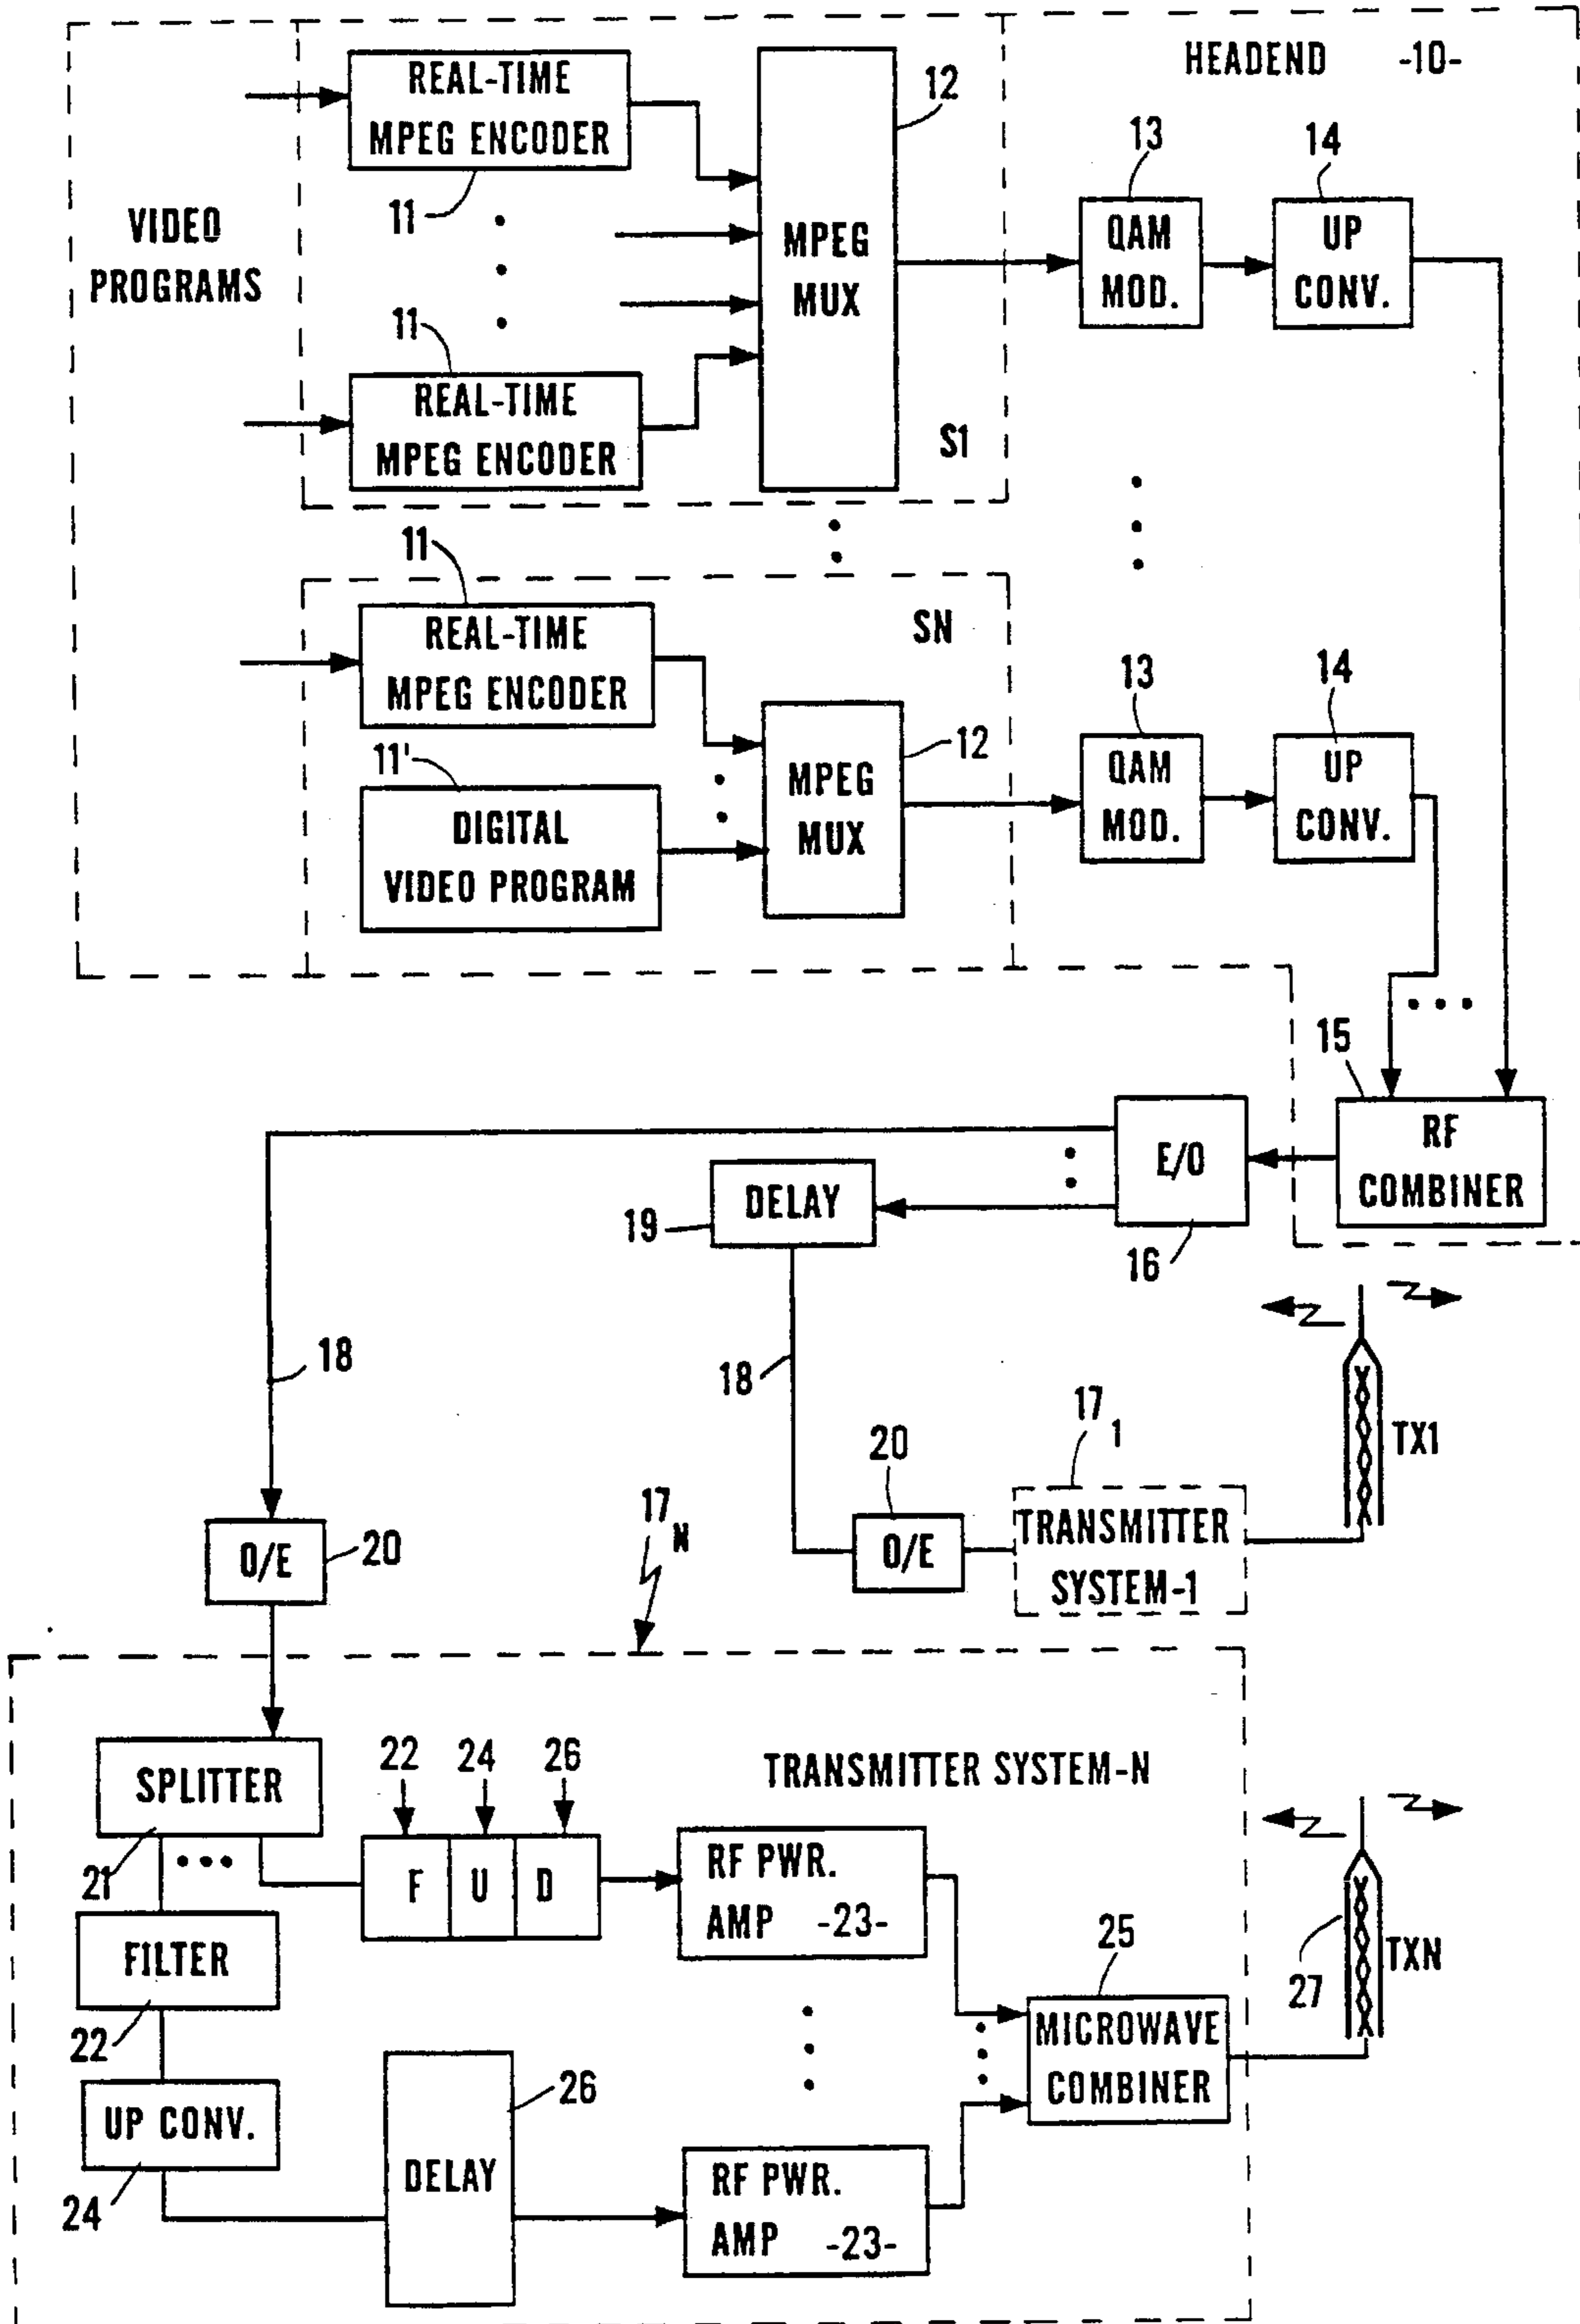 HEADEND -10-
REAL-TIME
MPEG ENCODER
11
12
13
14
VIDEO
PROGRAMS
MPEG
MUX
QAM
MOD.
UP
CONV.
11
REAL-TIME
MPEG ENCODER
S1
11
REAL-TIME
MPEG ENCODER
SN
13
14
11'
DIGITAL
VIDEO PROGRAM
MPEG
MUX
12
QAM
MOD.
UP
CONV.
15
RF
COMBINER
E/O
16
DELAY
19
18
18
17 1
20
O/E
TRANSMITTER
SYSTEM-1
TX1
O/E
20
17 N
SPLITTER
21
22
24
26
TRANSMITTER SYSTEM-N
F
U
D
RF PWR.
AMP -23-
FILTER
22
25
MICROWAVE
COMBINER
27
TXN
UP CONV.
24
26
DELAY
RF PWR.
AMP -23-